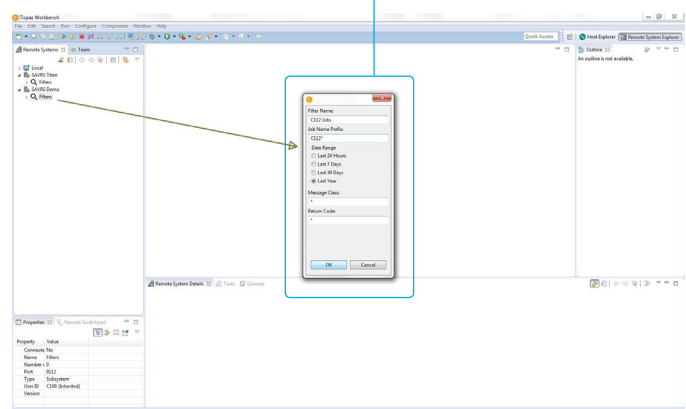 Topaz Workbench
File Edit Search Run Configure Compuware Window Help
Quick Access
Host Explorer
Remote System Explorer
Remote Systems
Team
Local
SAVRS Titan
Filters
SAVRS Demo
Filters
Outline
An outline is not available.
Filter Name:
C112 Jobs
Job Name Prefix:
C112*
Date Range
Last 24 Hours
Last 7 Days
Last 30 Days
Last Year
Message Class:
*
Return Code:
*
OK Cancel
Remote System Details
Tasks
Console
Properties
Remote Scratchpad
Property Value
Connecte No
Name Filters
Number 0
Port
Type Subsystem
User ID (Inherited)
Version